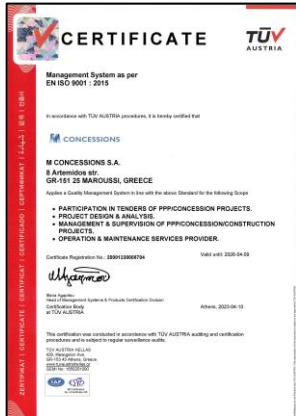 CERTIFICATE
TÜV
AUSTRIA
Management System as per
EN ISO 9001 : 2015
In accordance with TÜV AUSTRIA procedures, it is hereby certified that
CONCESSIONS
M CONCESSIONS S.A.
8 Artemidos str.
GR-151 25 MAROUSSI, GREECE
Applies a Quality Management System in line with the above Standard for the following Scope
• PARTICIPATION IN TENDERS OF PPP/CONCESSION PROJECTS.
• PROJECT DESIGN & ANALYSIS.
• MANAGEMENT & SUPERVISION OF PPP/CONCESSION/CONSTRUCTION
PROJECTS.
• OPERATION & MAINTENANCE SERVICES PROVIDER.
Certificate Registration No.:
Valid until: 2026-04-09
Head of Management Systems & Products Certification Division
Certification Body
at TÜV AUSTRIA
Athens, 2023-04-10
This certification was conducted in accordance with TÜV AUSTRIA auditing and certification
procedures and is subject to regular surveillance audits.
TÜV AUSTRIA HELLAS
IAF
ZERTIFIKAT | CERTIFICATE | CERTIFICAT | CERTIFICADO